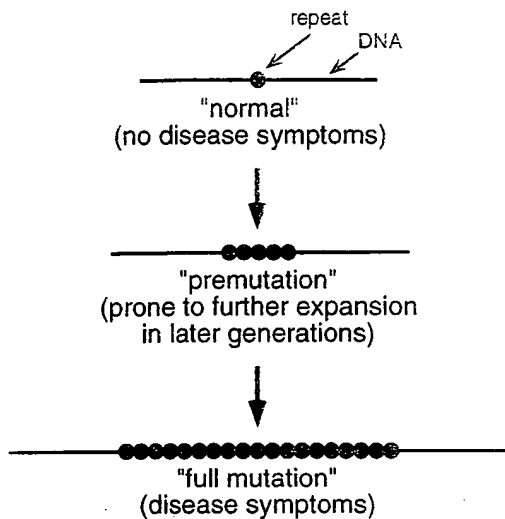 repeat
DNA
"normal"
(no disease symptoms)
"premutation"
(prone to further expansion
in later generations)
"full mutation"
(disease symptoms)